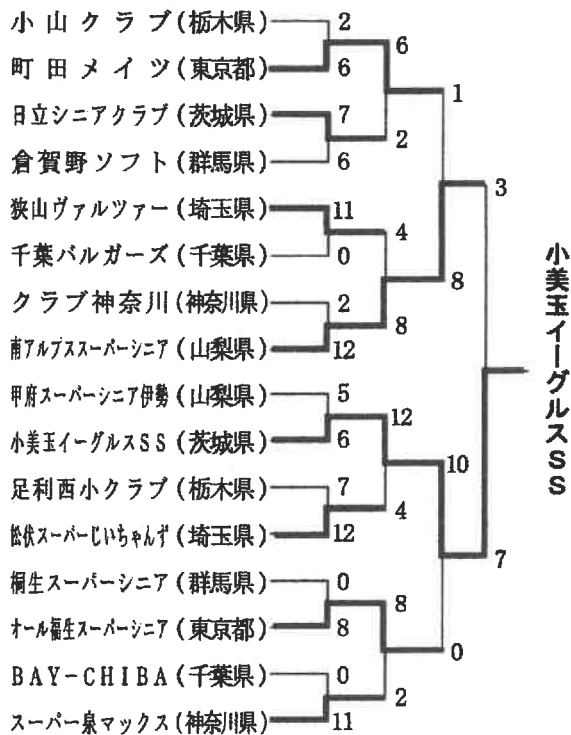 小山クラブ(栃木県) 2
町田メイツ(東京都) 6
6
日立シニアクラブ(茨城県) 7
2
倉賀野ソフト(群馬県) 6
1
狭山ヴァルツァー(埼玉県) 11
4
千葉バルガーズ(千葉県) 0
クラブ神奈川(神奈川県) 2
8
南アルプススーパーシニア(山梨県) 12
8
3
甲府スーパーシニア伊勢(山梨県) 5
12
小美玉イーグルスSS(茨城県) 6
足利西小クラブ(栃木県) 7
4
松伏スーパーじいちゃんず(埼玉県) 12
10
桐生スーパーシニア(群馬県) 0
8
オール福生スーパーシニア(東京都) 8
BAY-CHIBA(千葉県) 0
2
スーパー泉マックス(神奈川県) 11
0
7
小美玉イーグルスSS